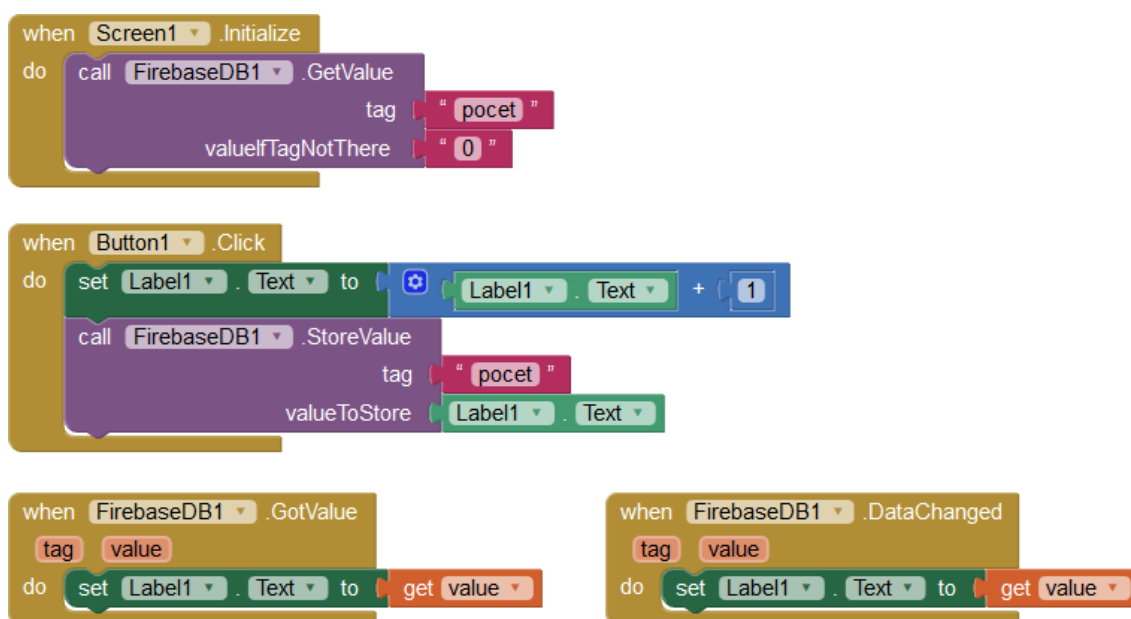 when Screen1 .Initialize
do call FirebaseDB1 .GetValue
tag " pocet "
valueIfTagNotThere " 0 "
when Button1 .Click
do set Label1 . Text to Label1 . Text + 1
call FirebaseDB1 .StoreValue
tag " pocet "
valueToStore Label1 . Text
when FirebaseDB1 .GotValue
tag value
do set Label1 . Text to get value
when FirebaseDB1 .DataChanged
tag value
do set Label1 . Text to get value